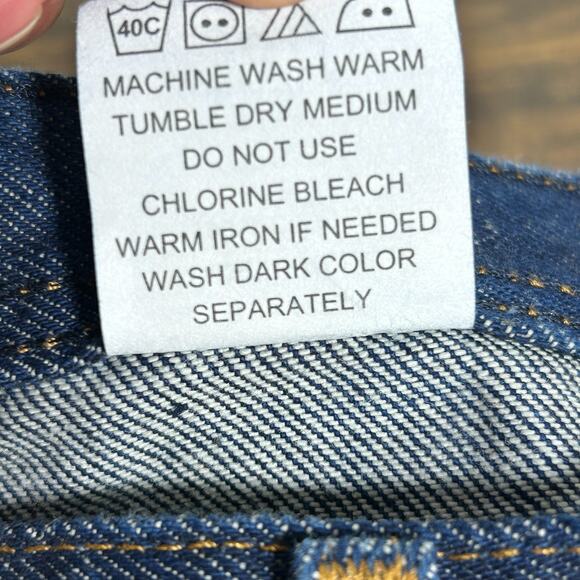 40C
MACHINE WASH WARM
TUMBLE DRY MEDIUM
DO NOT USE
CHLORINE BLEACH
WARM IRON IF NEEDED
WASH DARK COLOR
SEPARATELY